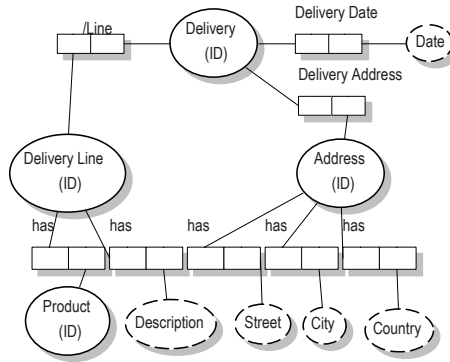 /Line
Delivery
(ID)
Delivery Date
Date
Delivery Address
Delivery Line
(ID)
Address
(ID)
has
has
has
has
has
Product
(ID)
Description
Street
City
Country